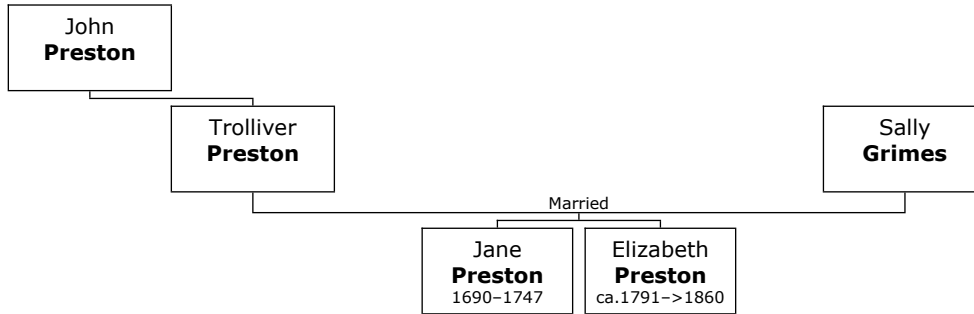 John
Preston
Trolliver
Preston
Sally
Grimes
Married
Jane
Preston
1690–1747
Elizabeth
Preston
ca.1791–>1860